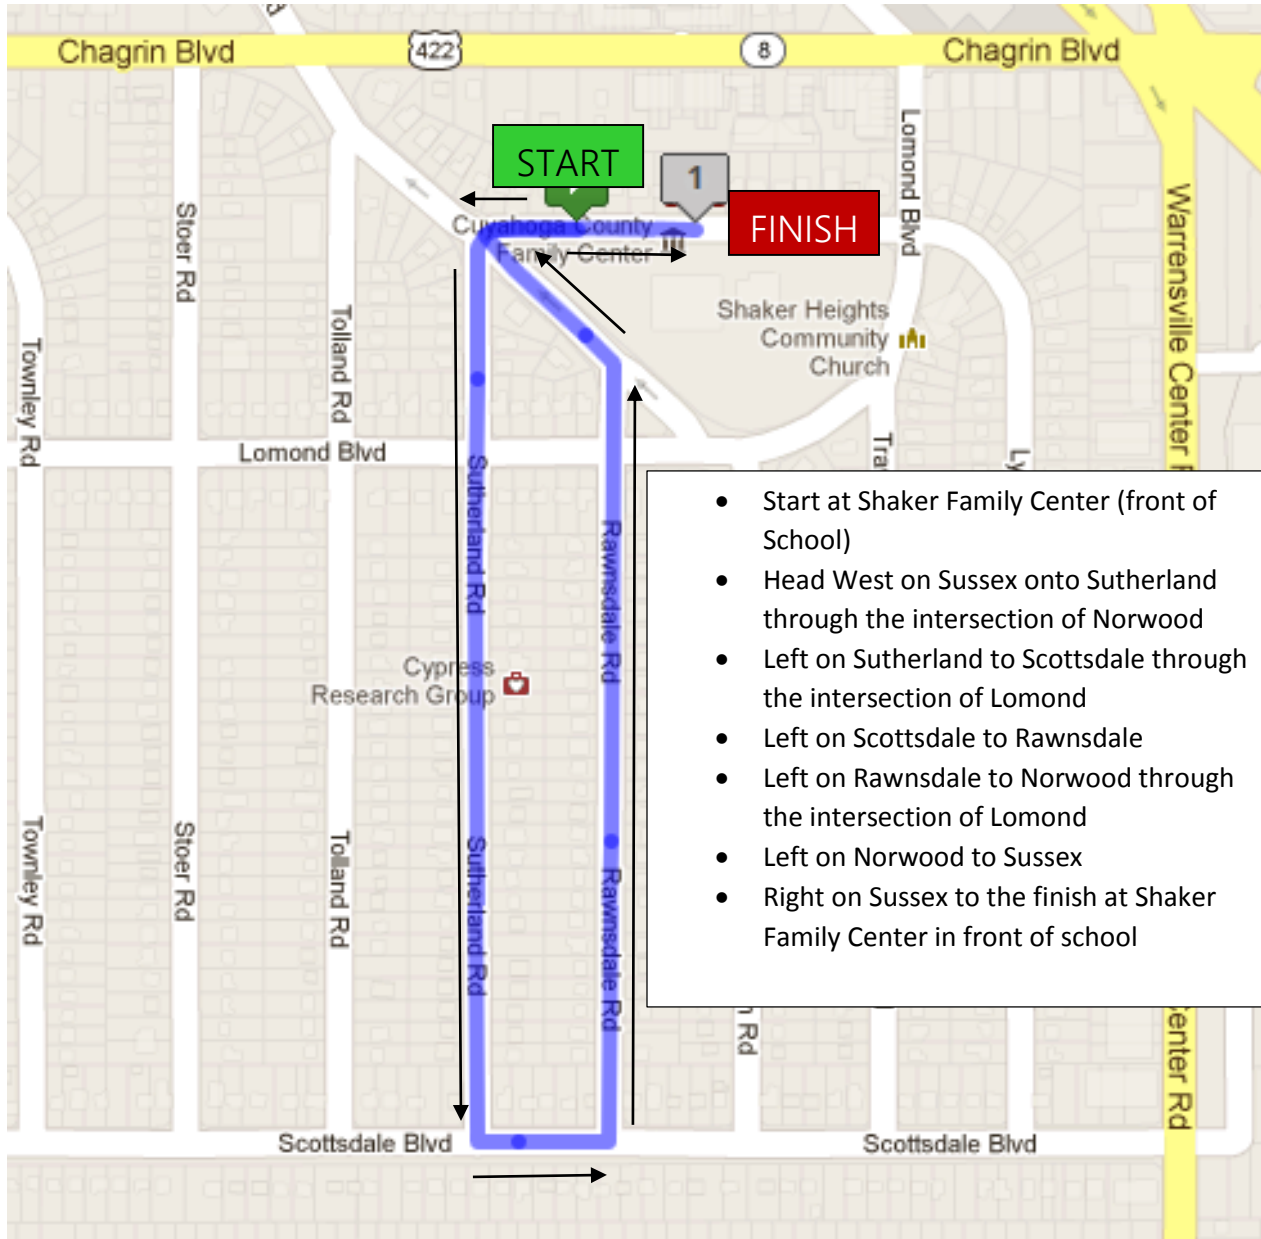 d
Chagrin Blvd
422
8
Chagrin Blvd
START
1
FINISH
Cuyahoga County
Family Center
Lomond Blvd
Warrensville Center R
Stoer Rd
Tolland Rd
Townley Rd
Shaker Heights
Community
Church
Lomond Blvd
Tra
Ly
Sutherland Rd
Rawnsdale Rd
Cypress
Research Group
• Start at Shaker Family Center (front of
School)
• Head West on Sussex onto Sutherland
through the intersection of Norwood
• Left on Sutherland to Scottsdale through
the intersection of Lomond
• Left on Scottsdale to Rawnsdale
• Left on Rawnsdale to Norwood through
the intersection of Lomond
• Left on Norwood to Sussex
• Right on Sussex to the finish at Shaker
Family Center in front of school
Townley Rd
Stoer Rd
Tolland Rd
Sutherland Rd
Rawnsdale Rd
n Rd
enter Rd
Scottsdale Blvd
Scottsdale Blvd